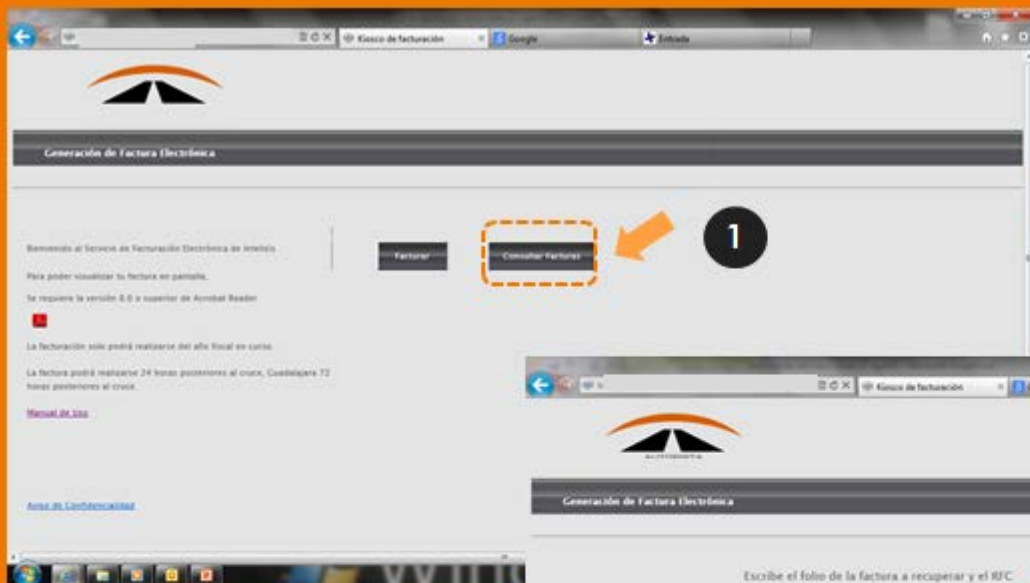 Kiosco de facturación
Google
Entrada
Generación de Factura Electrónica
Bienvenido al Servicio de Facturación Electrónica de
Para poder visualizar tu factura en pantalla,
Se requiere la versión 8.0 o superior de Acrobat Reader
La facturación solo podrá realizarse del año fiscal en curso.
La factura podrá realizarse 24 horas posteriores al cruce, Guadalajara 72
horas posteriores al cruce.
Manual de Uso
Aviso de Confidencialidad
Facturar
Consultar Facturas
1
Kiosco de facturación
Generación de Factura Electrónica
Escribe el folio de la factura a recuperar y el RFC